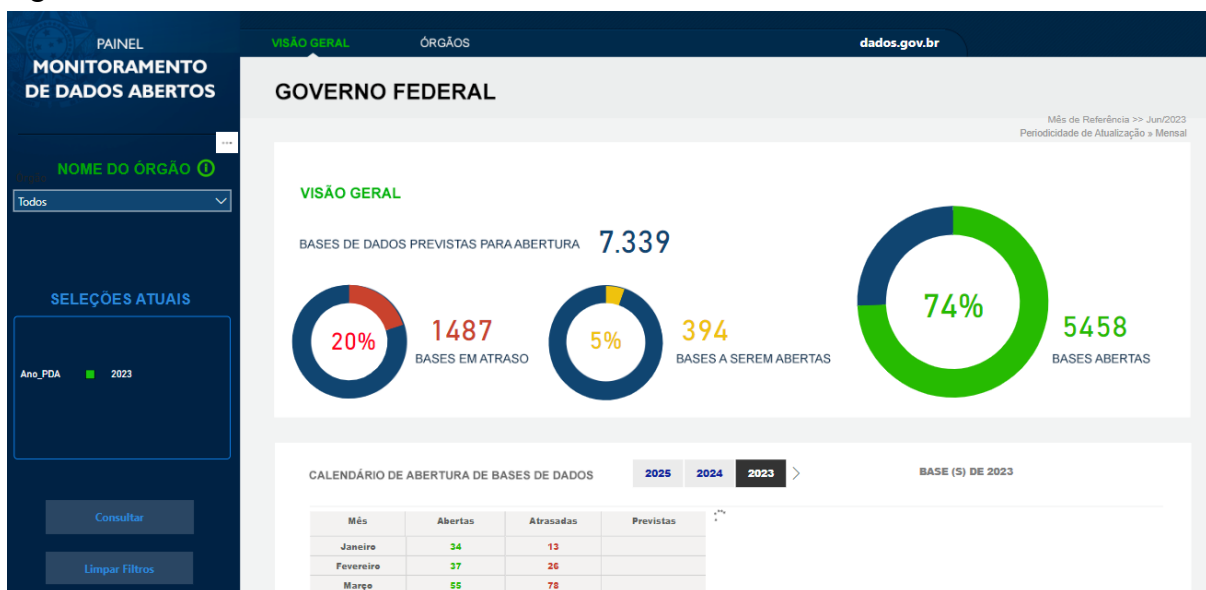 PAINEL
MONITORAMENTO
DE DADOS ABERTOS
VISÃO GERAL
ÓRGÃOS
dados.gov.br
GOVERNO FEDERAL
Mês de Referência >> Jun/2023
Periodicidade de Atualização » Mensal
NOME DO ÓRGÃO
Todos
SELEÇÕES ATUAIS
Ano_PDA 2023
Consultar
Limpar Filtros
VISÃO GERAL
BASES DE DADOS PREVISTAS PARA ABERTURA 7.339
20%
1487
BASES EM ATRASO
5%
394
BASES A SEREM ABERTAS
74%
5458
BASES ABERTAS
CALENDÁRIO DE ABERTURA DE BASES DE DADOS
2025 2024 2023
BASE (S) DE 2023
Mês Abertas Atrasadas Previstas
Janeiro 34 13
Fevereiro 37 26
Março 55 78